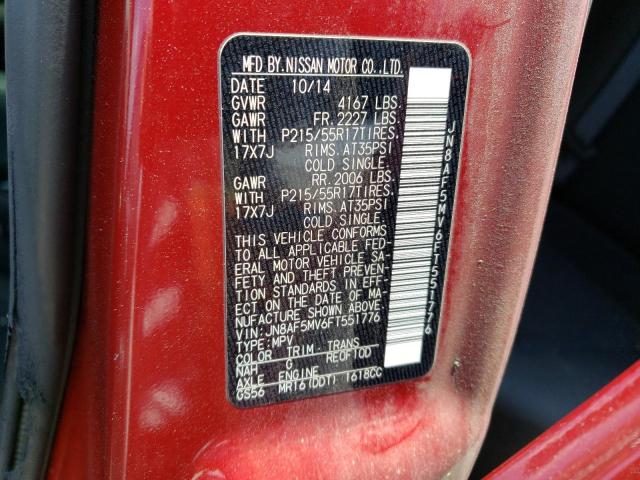 MFD BY.NISSAN MOTOR CO.,LTD.
DATE 10/14
GVWR 4167 LBS.
GAWR FR. 2227 LBS.
WITH P215/55R17TIRES.
17X7J RIMS. AT35PSI
COLD SINGLE.
GAWR RR. 2006 LBS.
WITH P215/55R17TIRES.
17X7J RIMS. AT35PSI
COLD SINGLE.
THIS VEHICLE CONFORMS
TO ALL APPLICABLE FED-
ERAL MOTOR VEHICLE SA-
FETY AND THEFT PREVEN-
TION STANDARDS IN EFF-
ECT ON THE DATE OF MA-
NUFACTURE SHOWN ABOVE.
VIN:JN8AF5MV6FT551776
TYPE:MPV
COLOR TRIM. TRANS
NAH G RE0F10D
AXLE ENGINE
GS56 MR16(DDT) 1618CC
JN8AF5MV6FT551776